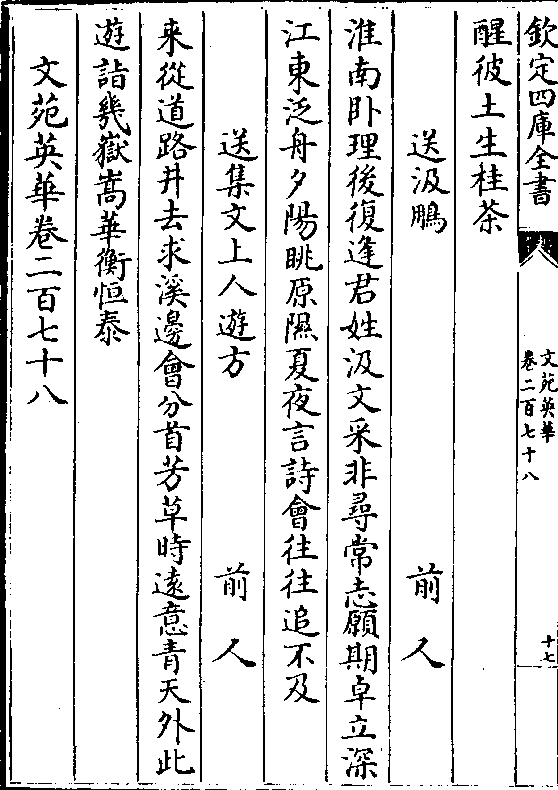 欽定四庫全書
文苑英華
卷二百七十八
十七
醒彼土生桂茶
送汲鵬 前人
淮南卧理後復逢君姓汲文采非尋常志願期卓立深
江東泛舟夕陽眺原隰夏夜言詩會往往追不及
送集文上人遊方 前人
来從道路井去求溪邊會分首芳草時遠意青天外此
遊詣幾嶽嵩華衡恒泰
文苑英華卷二百七十八